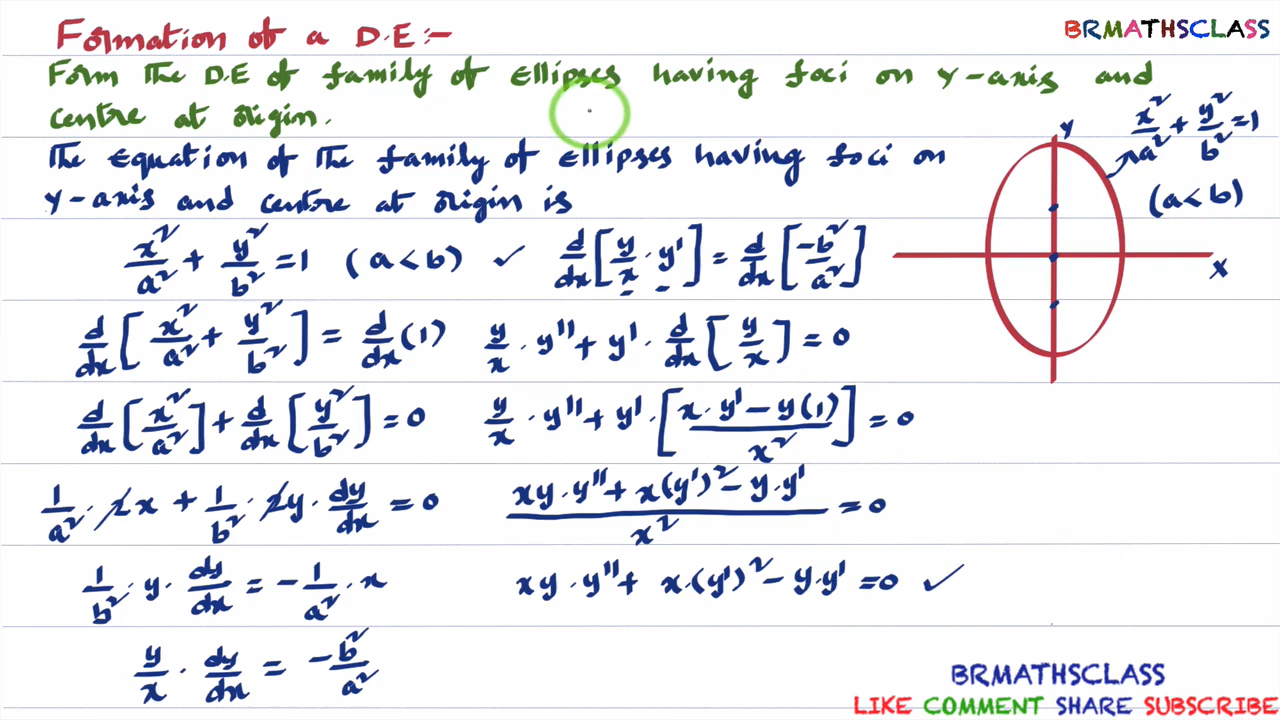 Formation of a D.E:-
BRMATHSCLASS
Form the D.E of family of Ellipses having foci on Y-axis and
centre at origin.
The Equation of the family of Ellipses having foci on
Y-axis and centre at origin is
x²/a² + y²/b² = 1 (a<b) ✓
d/dx [x²/a² + y²/b²] = d/dx (1)
d/dx [x²/a²] + d/dx [y²/b²] = 0
1/a² · 2x + 1/b² · 2y · dy/dx = 0
1/b² · y · dy/dx = - 1/a² · x
y/x · dy/dx = -b²/a²
d/dx [y/x · y'] = d/dx [-b²/a²]
y/x · y'' + y' · d/dx [y/x] = 0
y/x · y'' + y' · [x · y' - y(1) / x²] = 0
xy · y'' + x(y')² - y · y' / x² = 0
xy · y'' + x · (y')² - y · y' = 0 ✓
x²/a² + y²/b² = 1
(a<b)
Y
X
BRMATHSCLASS
LIKE COMMENT SHARE SUBSCRIBE